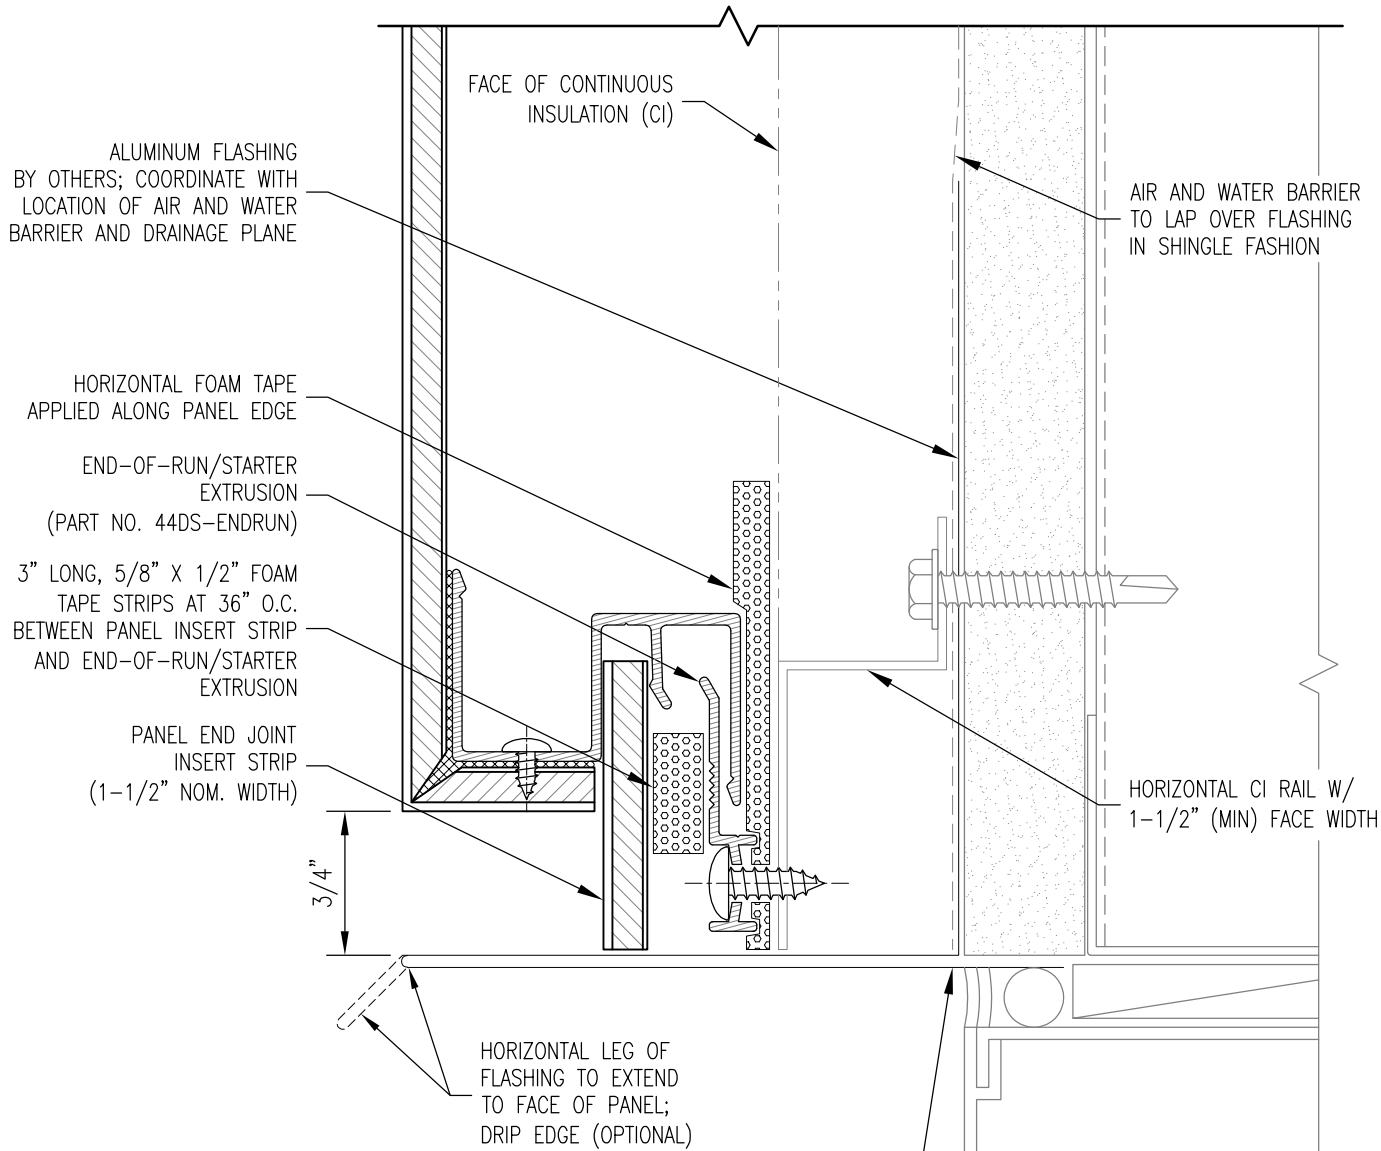 FACE OF CONTINUOUS
INSULATION (CI)
ALUMINUM FLASHING
BY OTHERS; COORDINATE WITH
LOCATION OF AIR AND WATER
BARRIER AND DRAINAGE PLANE
AIR AND WATER BARRIER
TO LAP OVER FLASHING
IN SHINGLE FASHION
HORIZONTAL FOAM TAPE
APPLIED ALONG PANEL EDGE
END-OF-RUN/STARTER
EXTRUSION
(PART NO. 44DS-ENDRUN)
3" LONG, 5/8" X 1/2" FOAM
TAPE STRIPS AT 36" O.C.
BETWEEN PANEL INSERT STRIP
AND END-OF-RUN/STARTER
EXTRUSION
PANEL END JOINT
INSERT STRIP
(1-1/2" NOM. WIDTH)
HORIZONTAL CI RAIL W/
1-1/2" (MIN) FACE WIDTH
3/4"
HORIZONTAL LEG OF
FLASHING TO EXTEND
TO FACE OF PANEL;
DRIP EDGE (OPTIONAL)